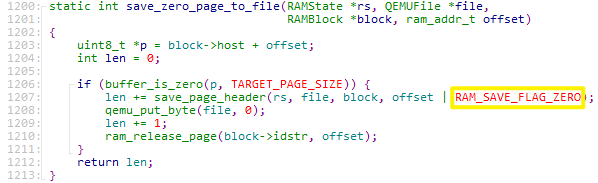 1200: static int save_zero_page_to_file(RAMState *rs, QEMUFile *file,
1201:                                   RAMBlock *block, ram_addr_t offset)
1202: {
1203:     uint8_t *p = block->host + offset;
1204:     int len = 0;
1205:
1206:     if (buffer_is_zero(p, TARGET_PAGE_SIZE)) {
1207:         len += save_page_header(rs, file, block, offset | RAM_SAVE_FLAG_ZERO);
1208:         qemu_put_byte(file, 0);
1209:         len += 1;
1210:         ram_release_page(block->idstr, offset);
1211:     }
1212:     return len;
1213: }